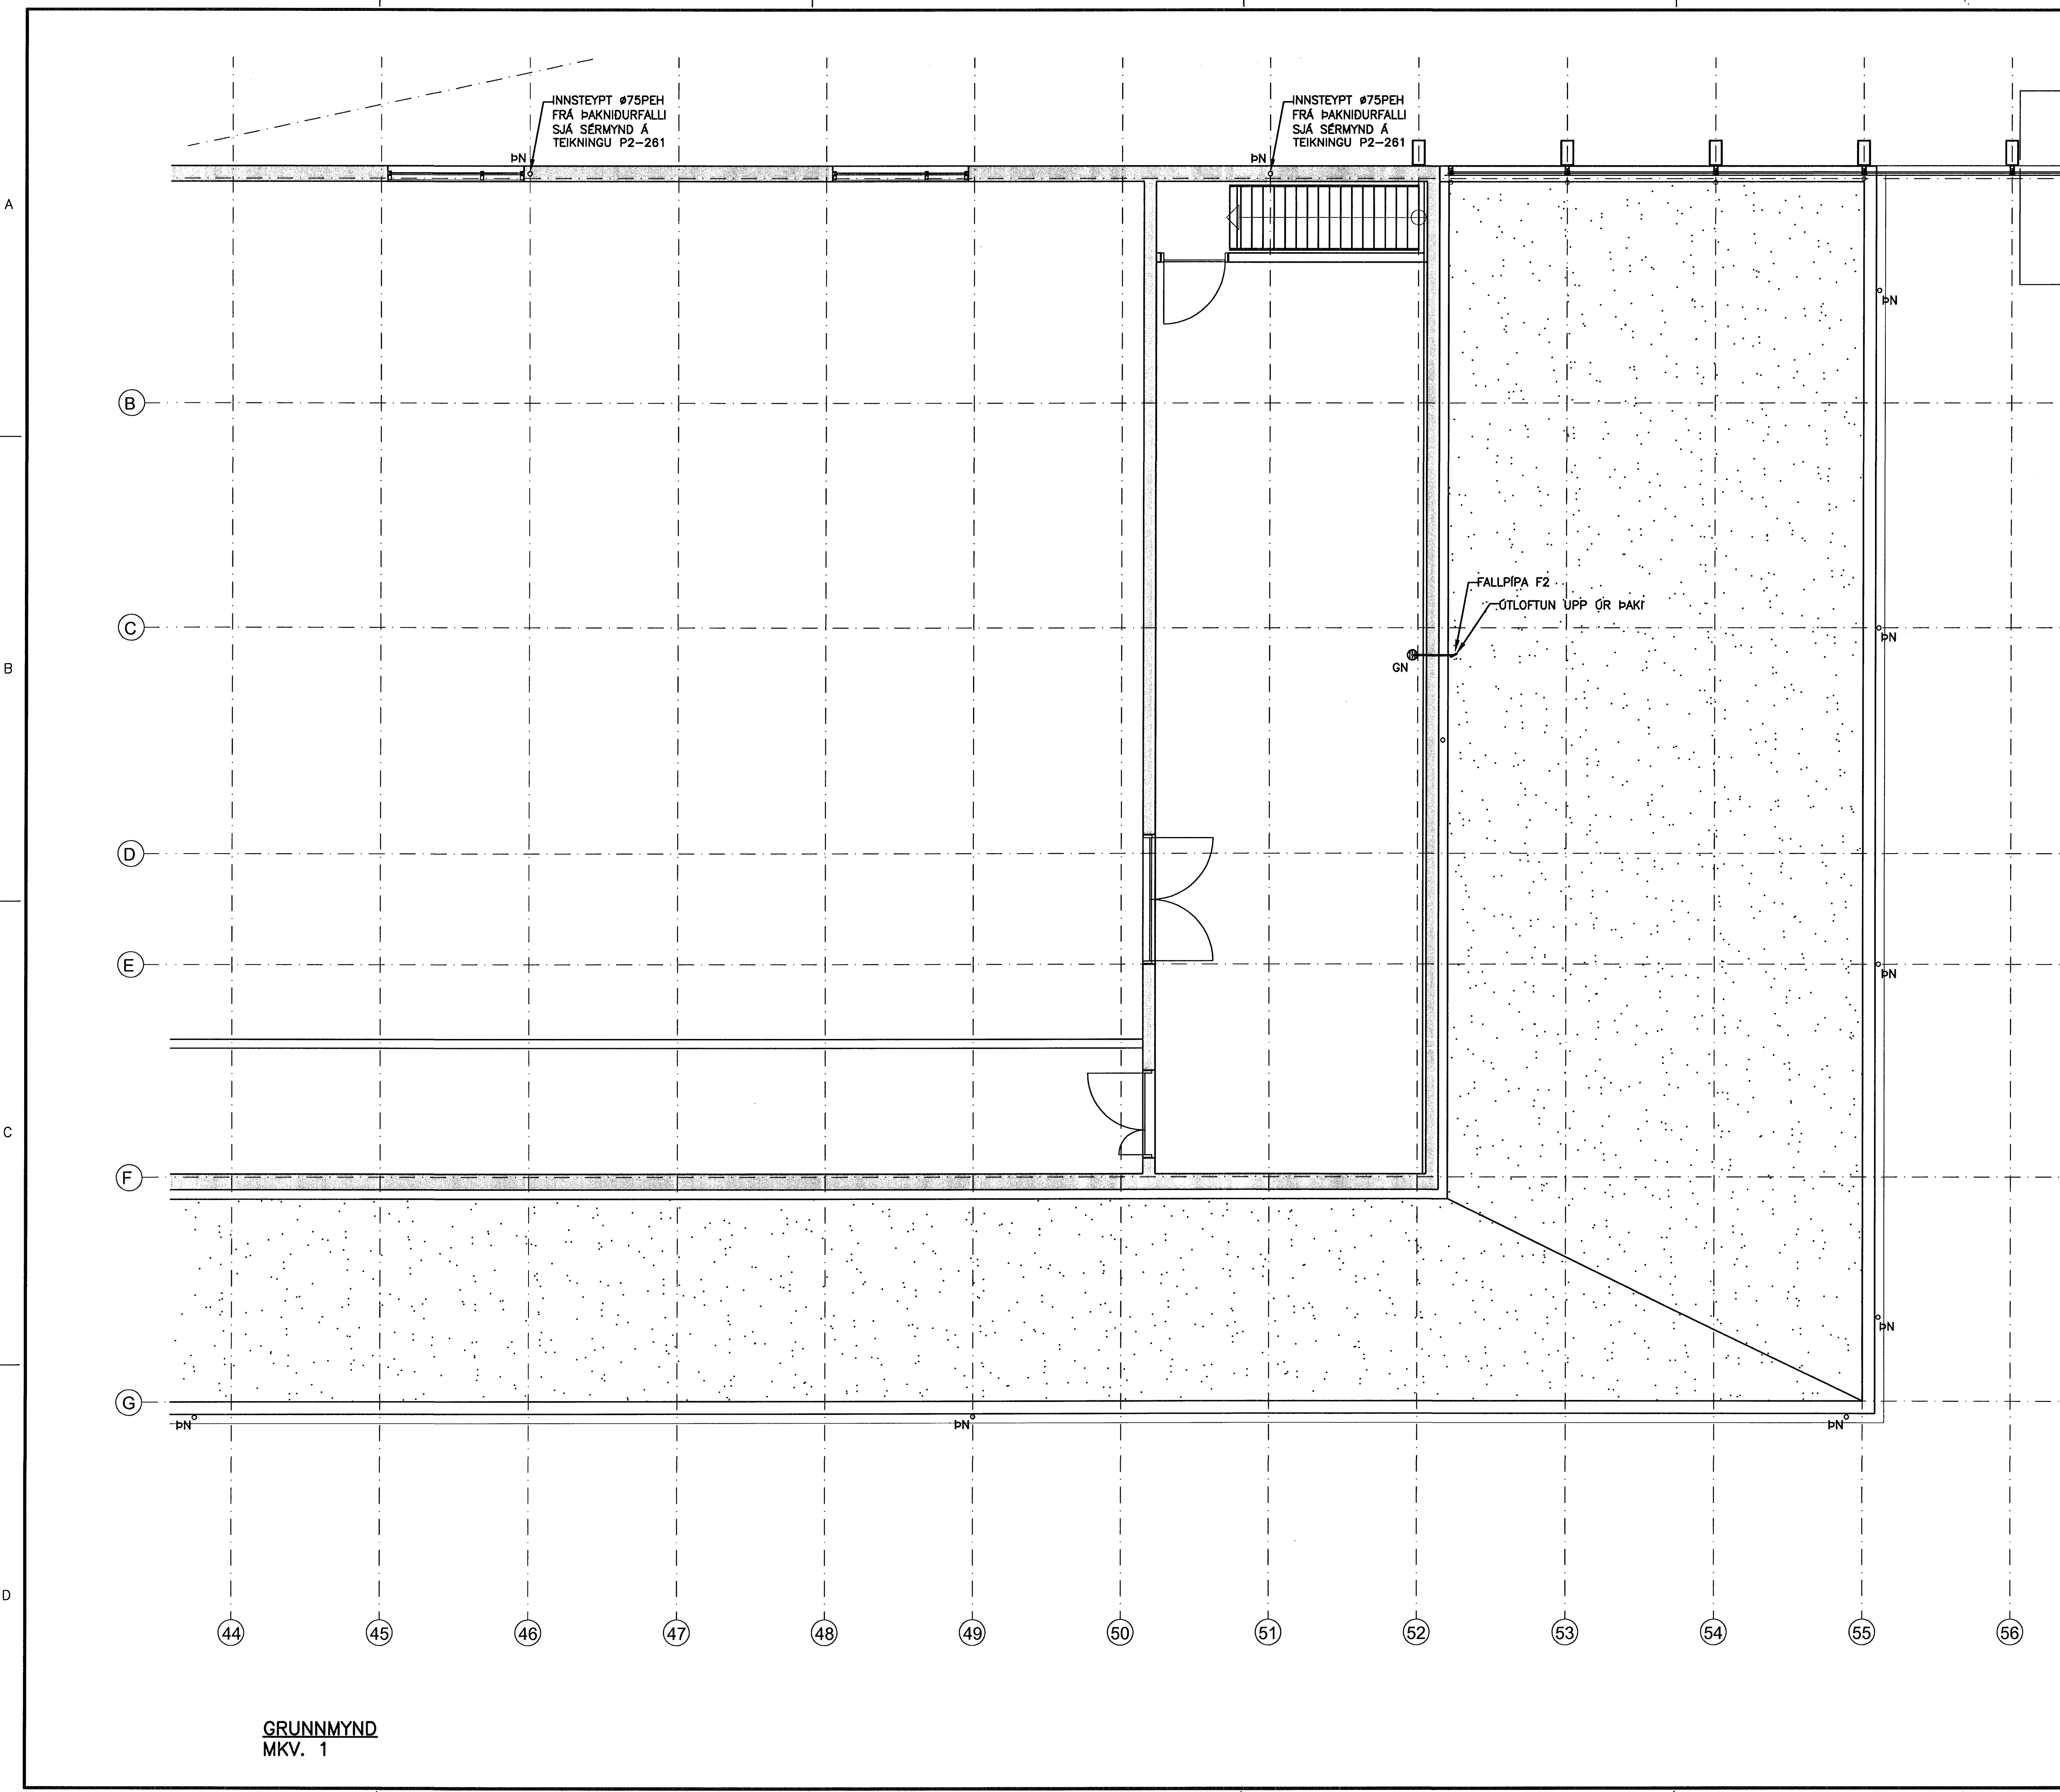 INNSTEYPT ø75PEH
FRÁ ÞAKNIÐURFALLI
SJÁ SÉRMYND Á
TEIKNINGU P2-261
INNSTEYPT ø75PEH
FRÁ ÞAKNIÐURFALLI
SJÁ SÉRMYND Á
TEIKNINGU P2-261
ÞN
ÞN
A
ÞN
B
FALLPÍPA F2
ÚTLOFTUN UPP ÚR ÞAKI
C
ÞN
B
GN
D
E
ÞN
C
F
ÞN
G
ÞN
ÞN
ÞN
D
44
45
46
47
48
49
50
51
52
53
54
55
56
GRUNNMYND
MKV. 1